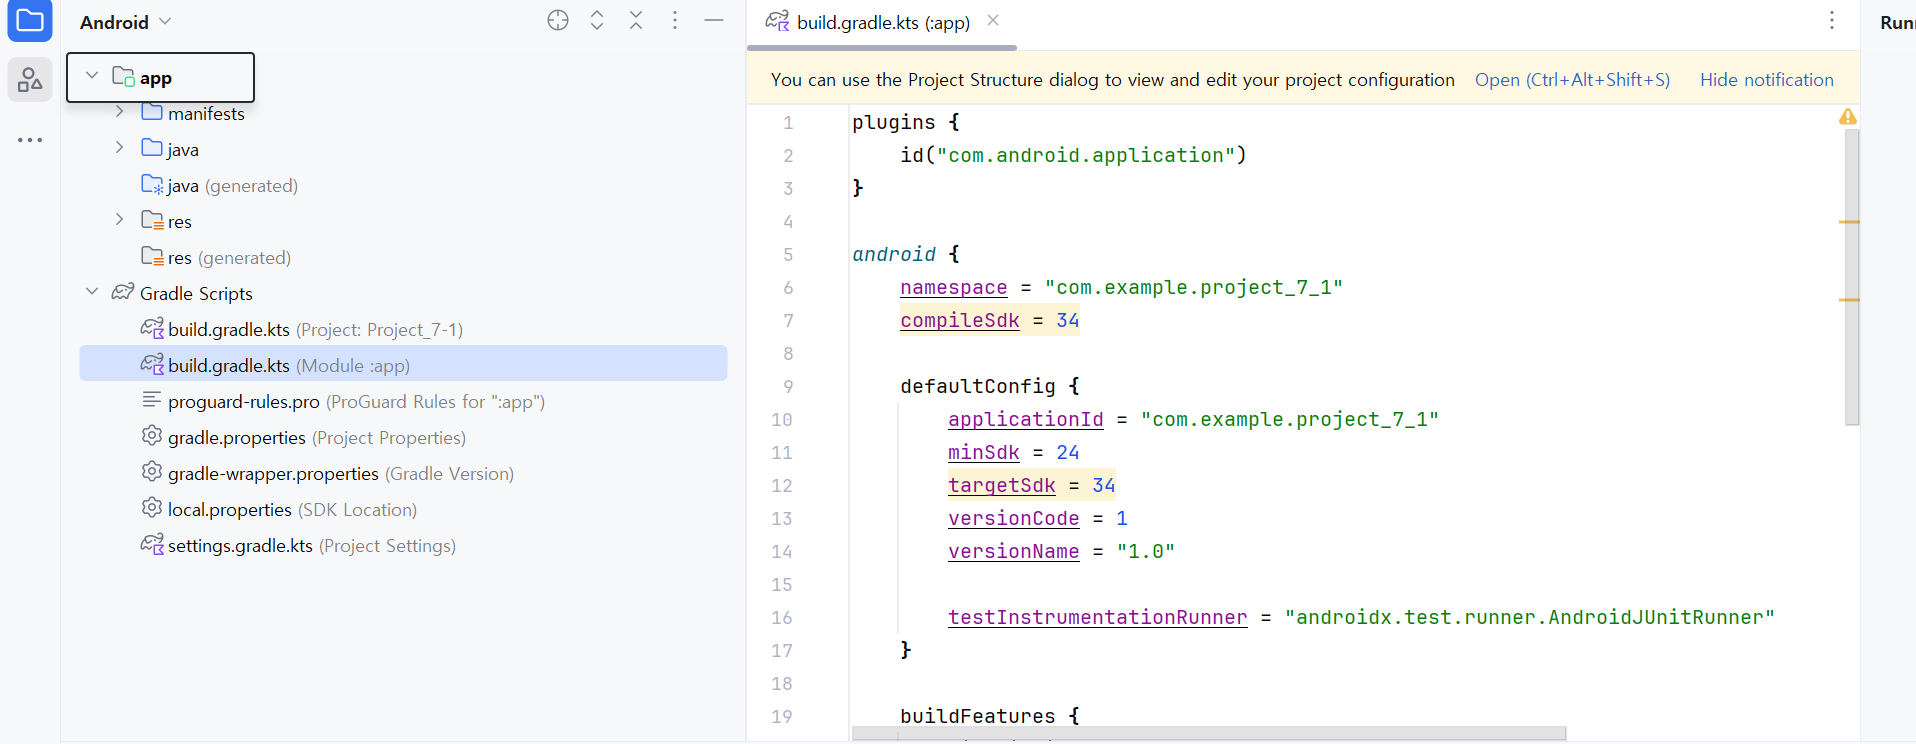 Android
app
manifests
java
java (generated)
res
res (generated)
Gradle Scripts
build.gradle.kts (Project: Project_7-1)
build.gradle.kts (Module :app)
proguard-rules.pro (ProGuard Rules for ":app")
gradle.properties (Project Properties)
gradle-wrapper.properties (Gradle Version)
local.properties (SDK Location)
settings.gradle.kts (Project Settings)
build.gradle.kts (:app)
You can use the Project Structure dialog to view and edit your project configuration Open (Ctrl+Alt+Shift+S) Hide notification
1 plugins {
2 id("com.android.application")
3 }
4
5 android {
6 namespace = "com.example.project_7_1"
7 compileSdk = 34
8
9 defaultConfig {
10 applicationId = "com.example.project_7_1"
11 minSdk = 24
12 targetSdk = 34
13 versionCode = 1
14 versionName = "1.0"
15
16 testInstrumentationRunner = "androidx.test.runner.AndroidJUnitRunner"
17 }
18
19 buildFeatures {